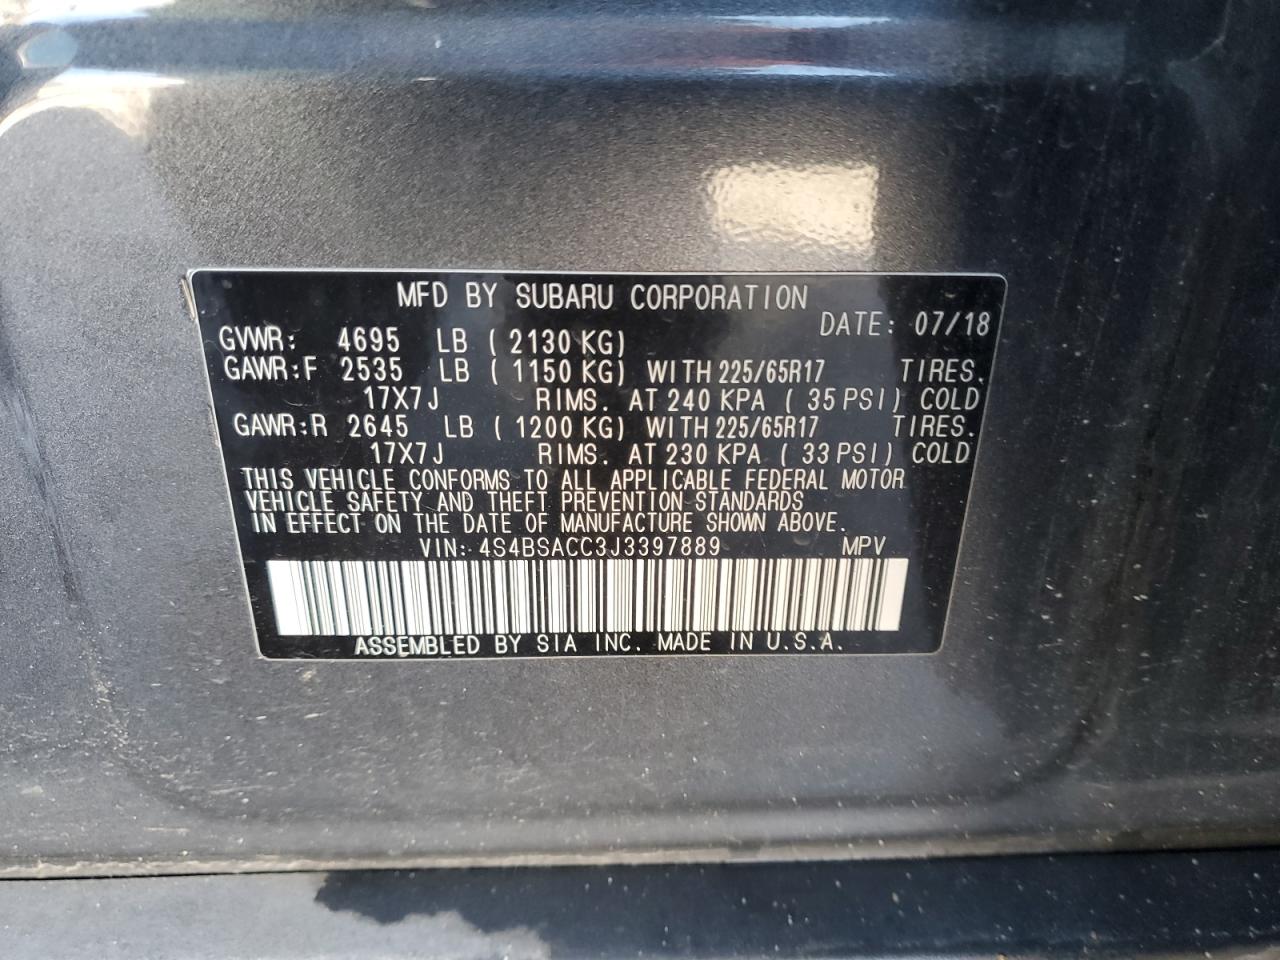 MFD BY SUBARU CORPORATION
DATE: 07/18
GVWR: 4695 LB ( 2130 KG)
GAWR:F 2535 LB ( 1150 KG) WITH 225/65R17 TIRES.
17X7J RIMS. AT 240 KPA ( 35 PSI) COLD
GAWR:R 2645 LB ( 1200 KG) WITH 225/65R17 TIRES.
17X7J RIMS. AT 230 KPA ( 33 PSI) COLD
THIS VEHICLE CONFORMS TO ALL APPLICABLE FEDERAL MOTOR
VEHICLE SAFETY AND THEFT PREVENTION STANDARDS
IN EFFECT ON THE DATE OF MANUFACTURE SHOWN ABOVE.
VIN: 4S4BSACC3J3397889 MPV
ASSEMBLED BY SIA INC. MADE IN U.S.A.